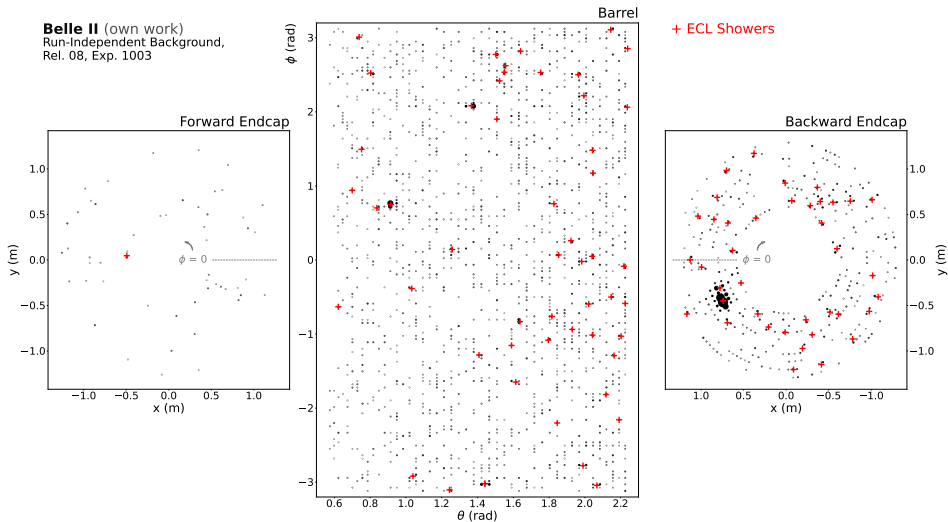 Belle II (own work)
Run-Independent Background,
Rel. 08, Exp. 1003
+ ECL Showers
Forward Endcap
y (m)
1.0
0.5
0.0
−0.5
−1.0
ϕ = 0
−1.0 −0.5 0.0 0.5 1.0
x (m)
Barrel
ϕ (rad)
3
2
1
0
−1
−2
−3
0.6 0.8 1.0 1.2 1.4 1.6 1.8 2.0 2.2
θ (rad)
Backward Endcap
ϕ = 0
1.0
0.5
0.0
−0.5
−1.0
y (m)
1.0 0.5 0.0 −0.5 −1.0
x (m)